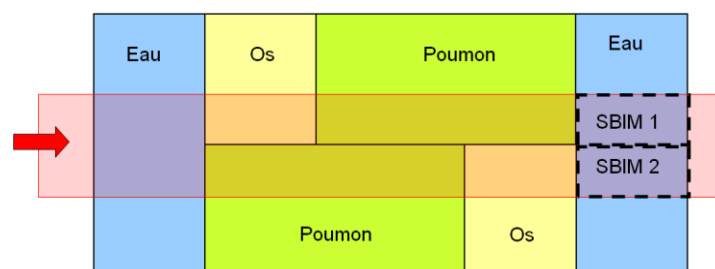 Eau
Os
Poumon
Eau
SBIM 1
SBIM 2
Poumon
Os